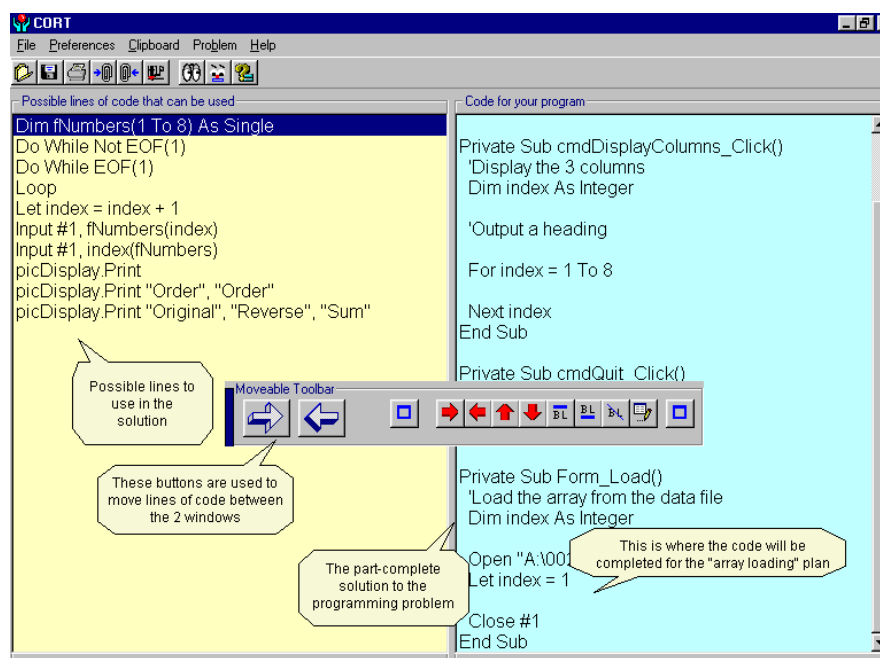 CORT
File Preferences Clipboard Problem Help
Possible lines of code that can be used
Dim fNumbers(1 To 8) As Single
Do While Not EOF(1)
Do While EOF(1)
Loop
Let index = index + 1
Input #1, fNumbers(index)
Input #1, index(fNumbers)
picDisplay.Print
picDisplay.Print "Order", "Order"
picDisplay.Print "Original", "Reverse", "Sum"
Possible lines to
use in the
solution
Moveable Toolbar
BL
BL
BL
These buttons are used to
move lines of code between
the 2 windows
The part-complete
solution to the
programming problem
Code for your program
Private Sub cmdDisplayColumns_Click()
'Display the 3 columns
Dim index As Integer
'Output a heading
For index = 1 To 8
Next index
End Sub
Private Sub cmdQuit_Click()
Private Sub Form_Load()
'Load the array from the data file
Dim index As Integer
Open "A:\002
This is where the code will be
completed for the "array loading" plan
Let index = 1
Close #1
End Sub